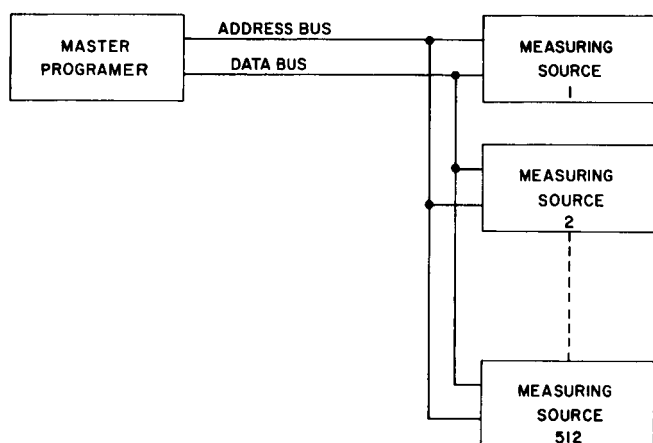 MASTER
PROGRAMER
ADDRESS BUS
DATA BUS
MEASURING
SOURCE
1
MEASURING
SOURCE
2
MEASURING
SOURCE
512